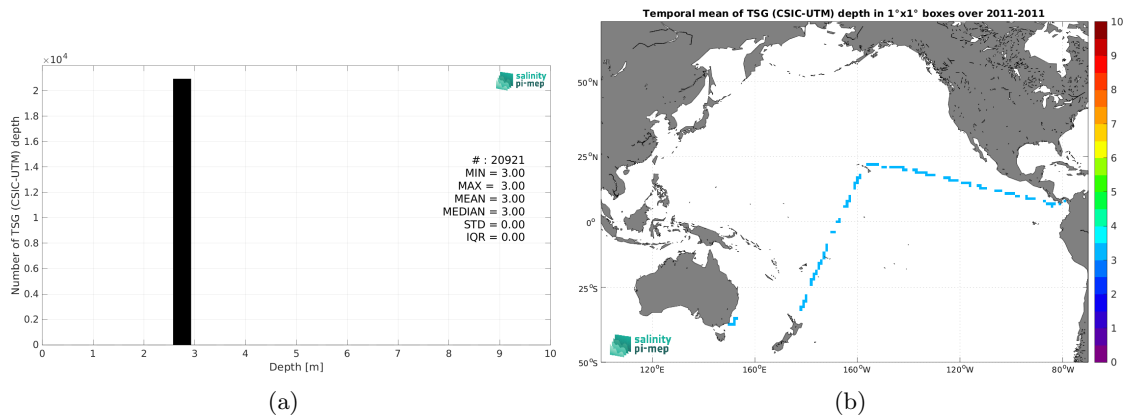 ×10⁴
2
1.8
1.6
1.4
1.2
1
0.8
0.6
0.4
0.2
0
Number of TSG (CSIC-UTM) depth
salinity
pi-mep
# : 20921
MIN = 3.00
MAX = 3.00
MEAN = 3.00
MEDIAN = 3.00
STD = 0.00
IQR = 0.00
0 1 2 3 4 5 6 7 8 9 10
Depth [m]
(a)
Temporal mean of TSG (CSIC-UTM) depth in 1°x1° boxes over 2011-2011
50°N
25°N
0°
25°S
50°S
salinity
pi-mep
120°E 160°E 160°W 120°W 80°W
10
9
8
7
6
5
4
3
2
1
0
(b)